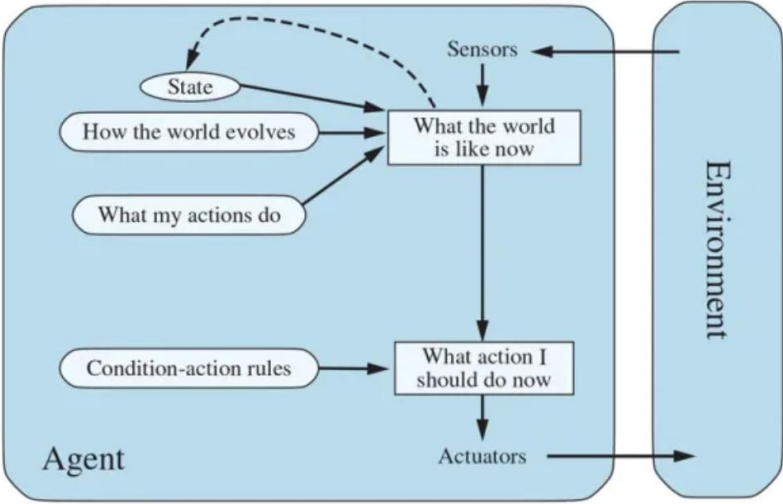 Sensors
State
How the world evolves
What the world
is like now
What my actions do
Environment
Condition-action rules
What action I
should do now
Agent
Actuators